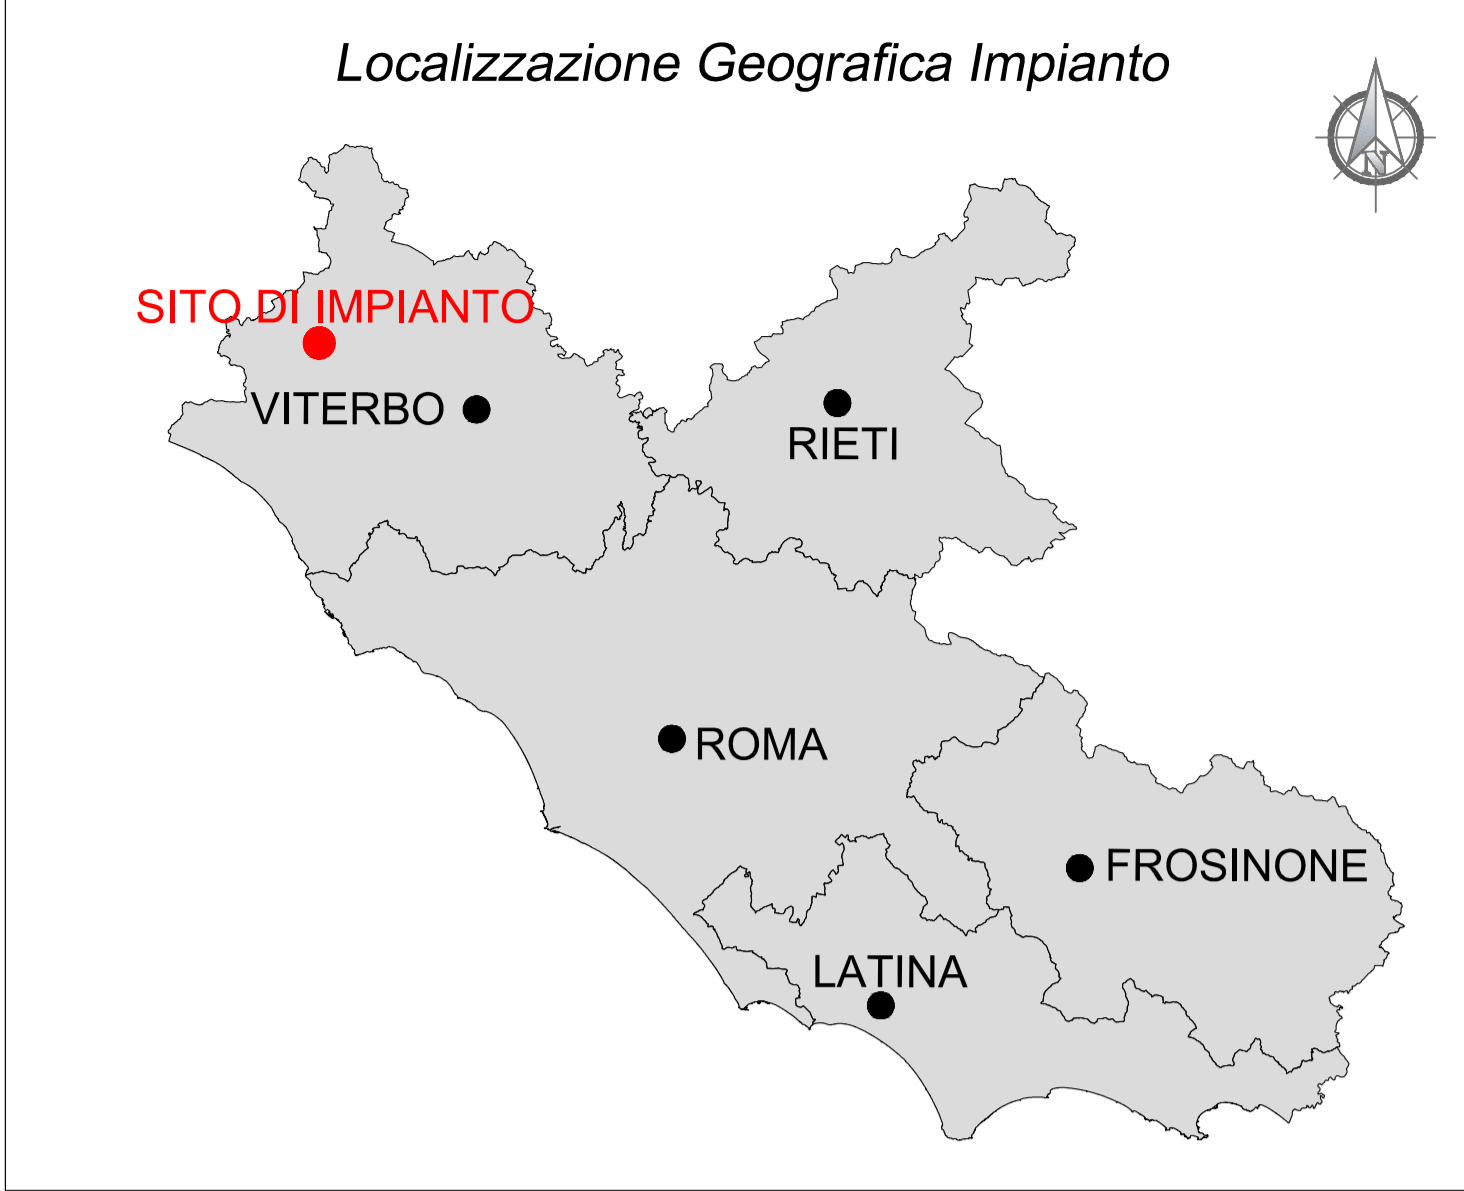 Localizzazione Geografica Impianto
N
SITO DI IMPIANTO
VITERBO
RIETI
ROMA
FROSINONE
LATINA